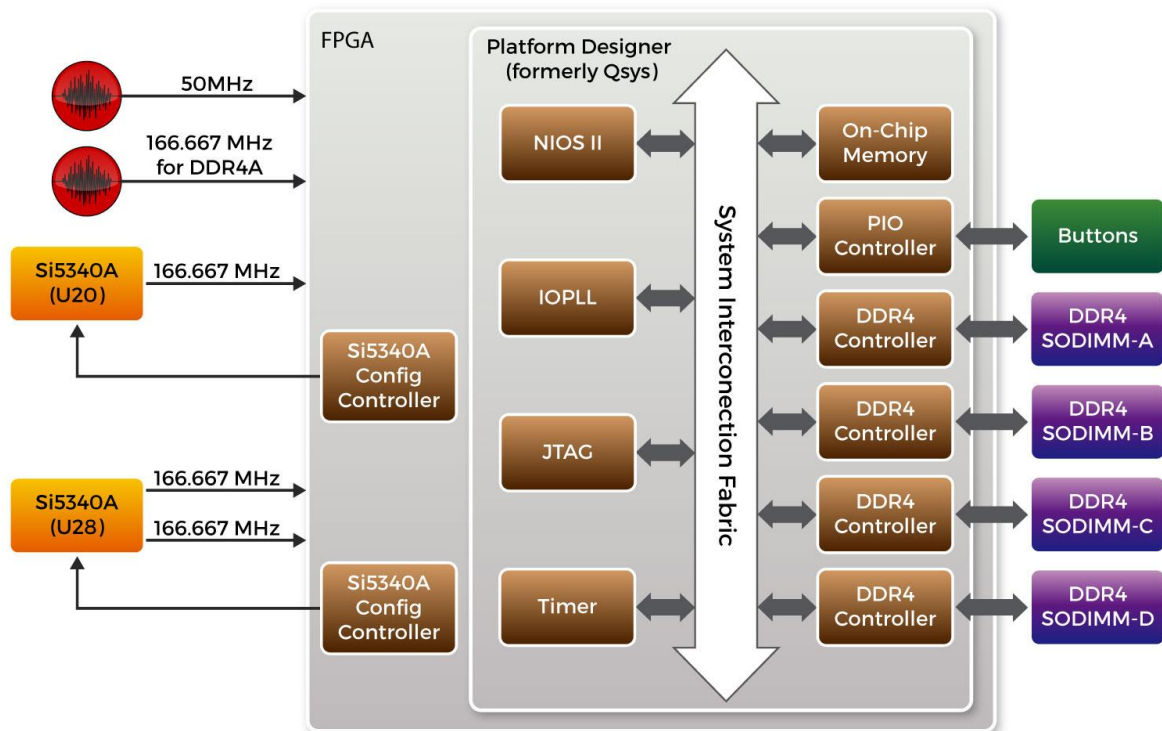 FPGA
Platform Designer
(formerly Qsys)
50MHz
166.667 MHz
for DDR4A
Si5340A
(U20)
166.667 MHz
Si5340A
Config
Controller
Si5340A
(U28)
166.667 MHz
166.667 MHz
Si5340A
Config
Controller
NIOS II
IOPLL
JTAG
Timer
System Interconnection Fabric
On-Chip
Memory
PIO
Controller
Buttons
DDR4
Controller
DDR4
SODIMM-A
DDR4
Controller
DDR4
SODIMM-B
DDR4
Controller
DDR4
SODIMM-C
DDR4
Controller
DDR4
SODIMM-D